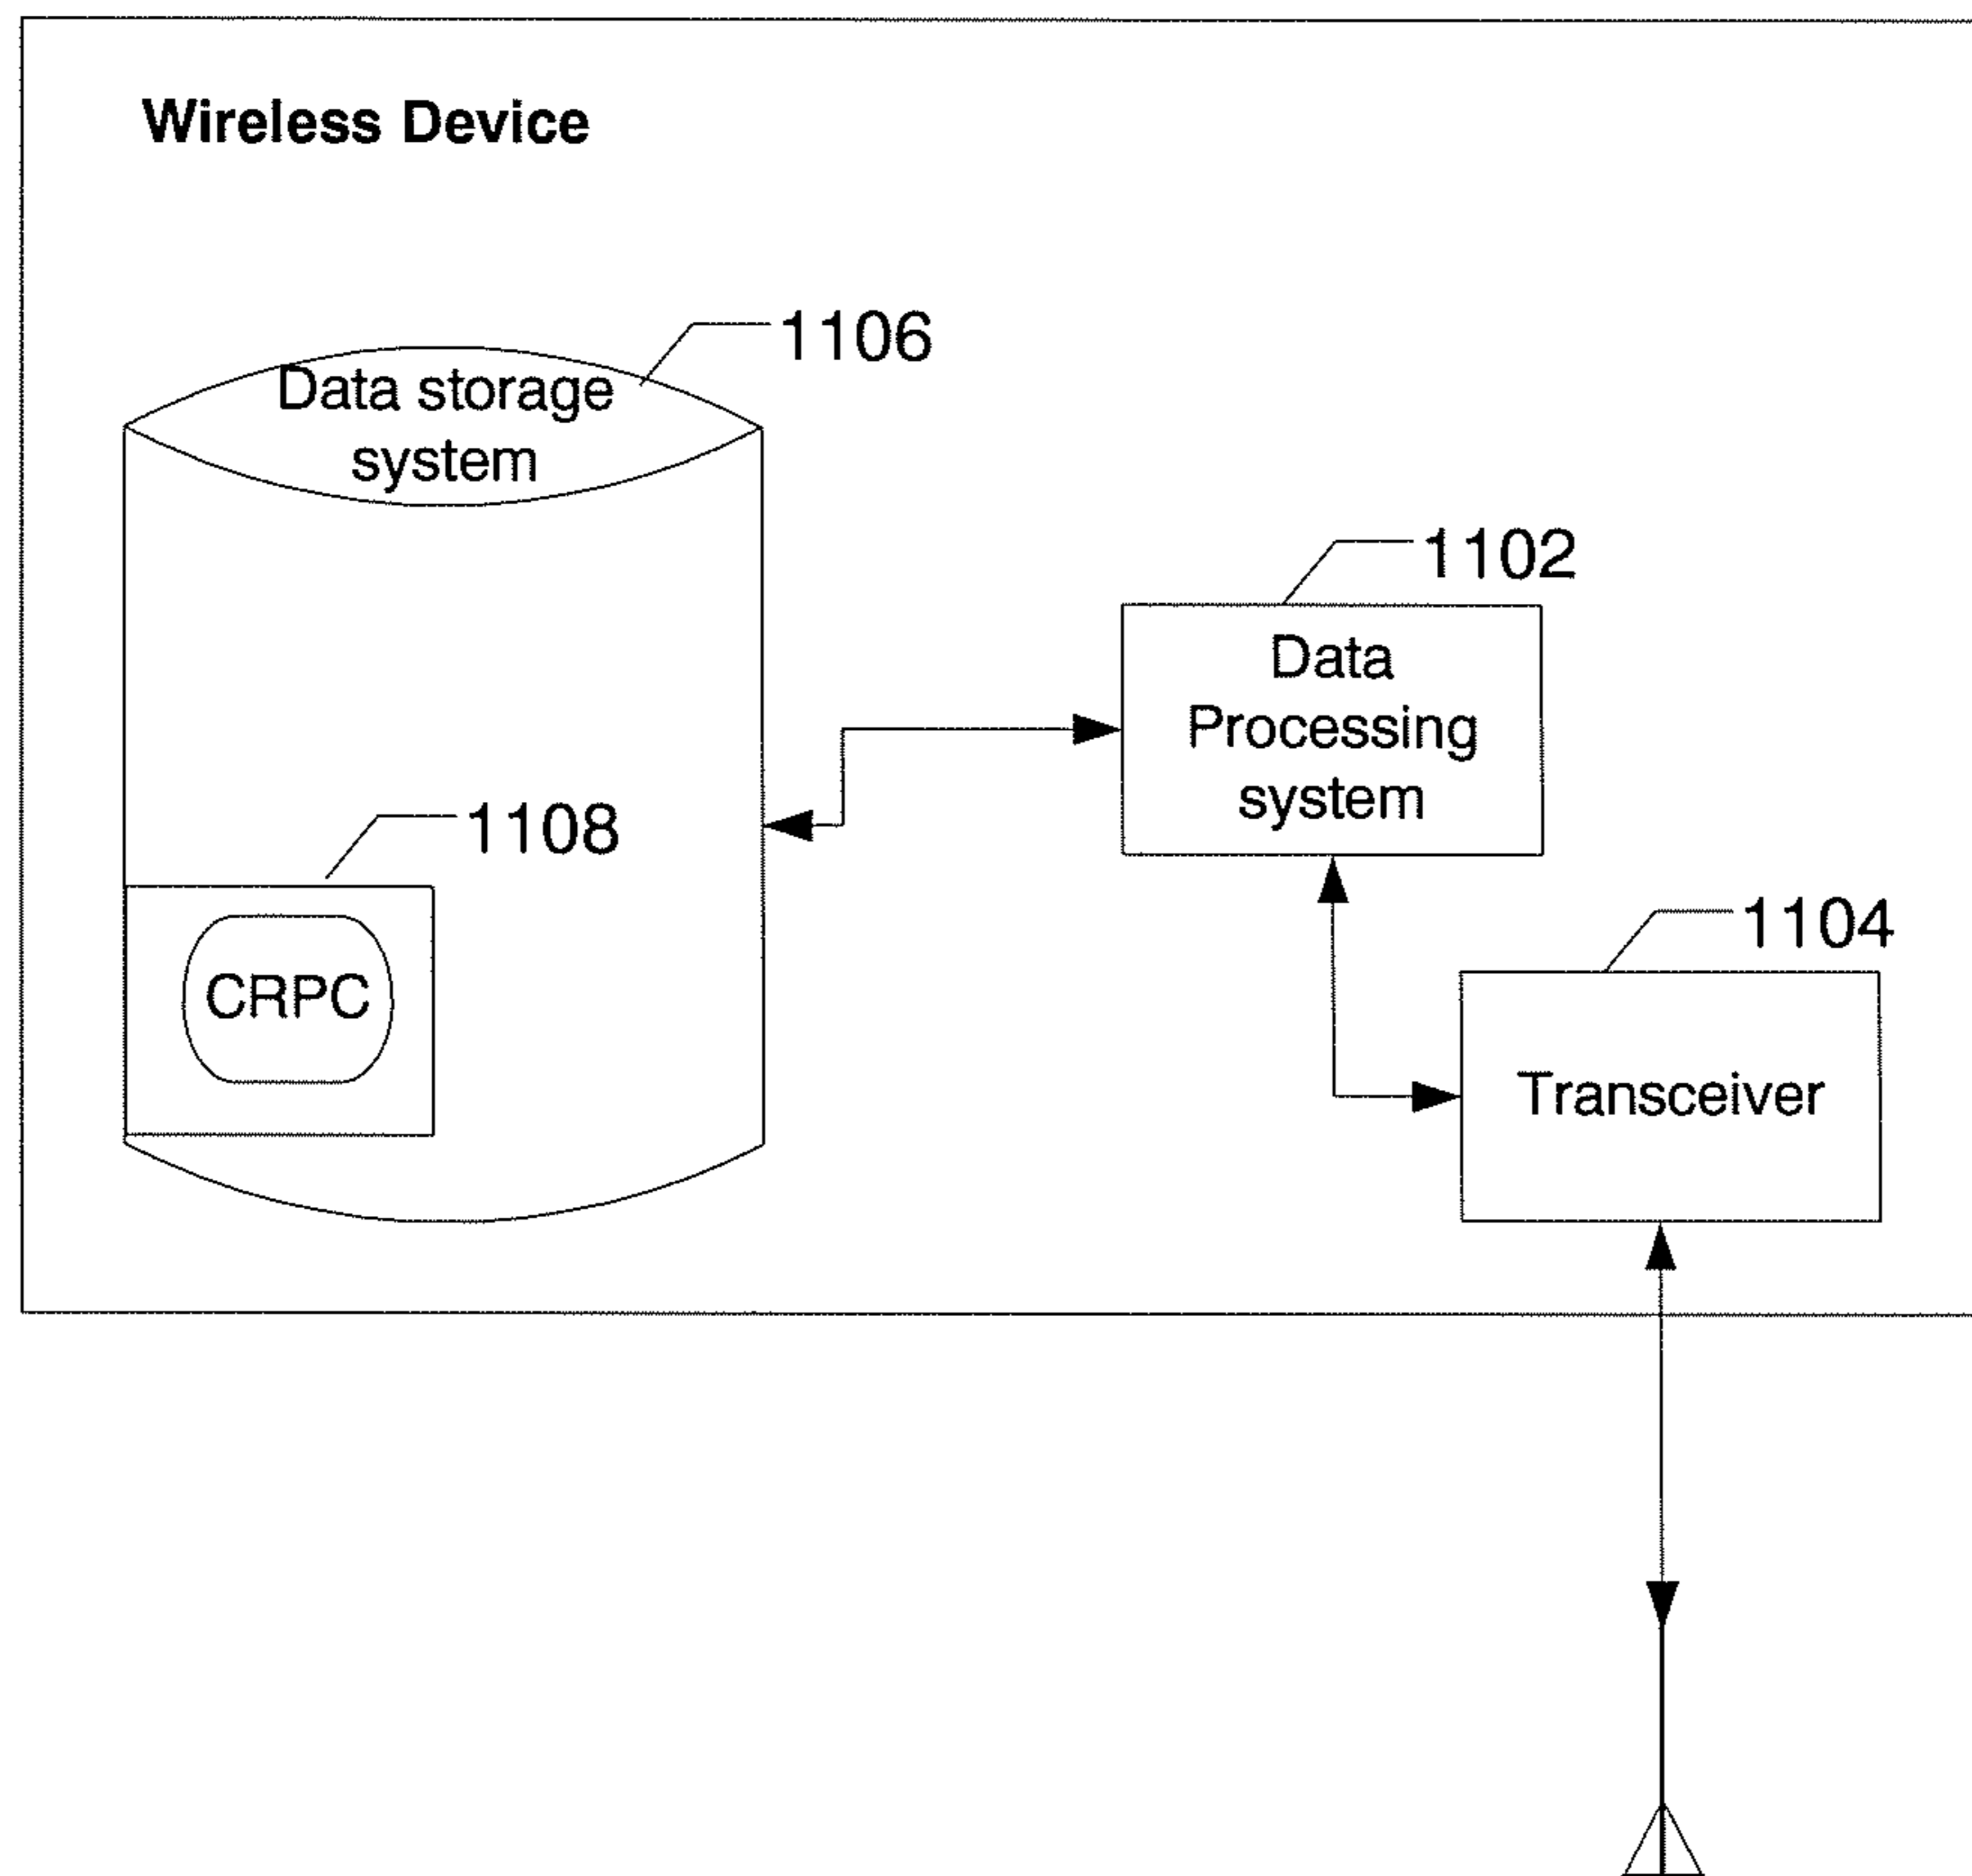 Wireless Device
1106
Data storage
system
1102
Data
Processing
system
1108
CRPC
1104
Transceiver